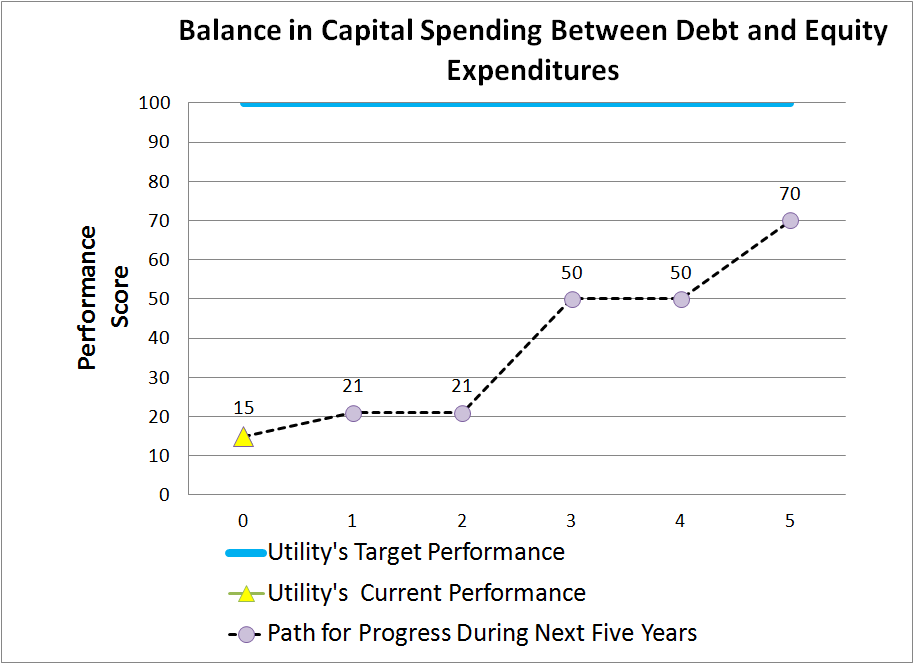 Balance in Capital Spending Between Debt and Equity
Expenditures
Performance
Score
100
90
80
70
60
50
40
30
20
10
0
15
21
21
50
50
70
0 1 2 3 4 5
Utility's Target Performance
Utility's  Current Performance
Path for Progress During Next Five Years